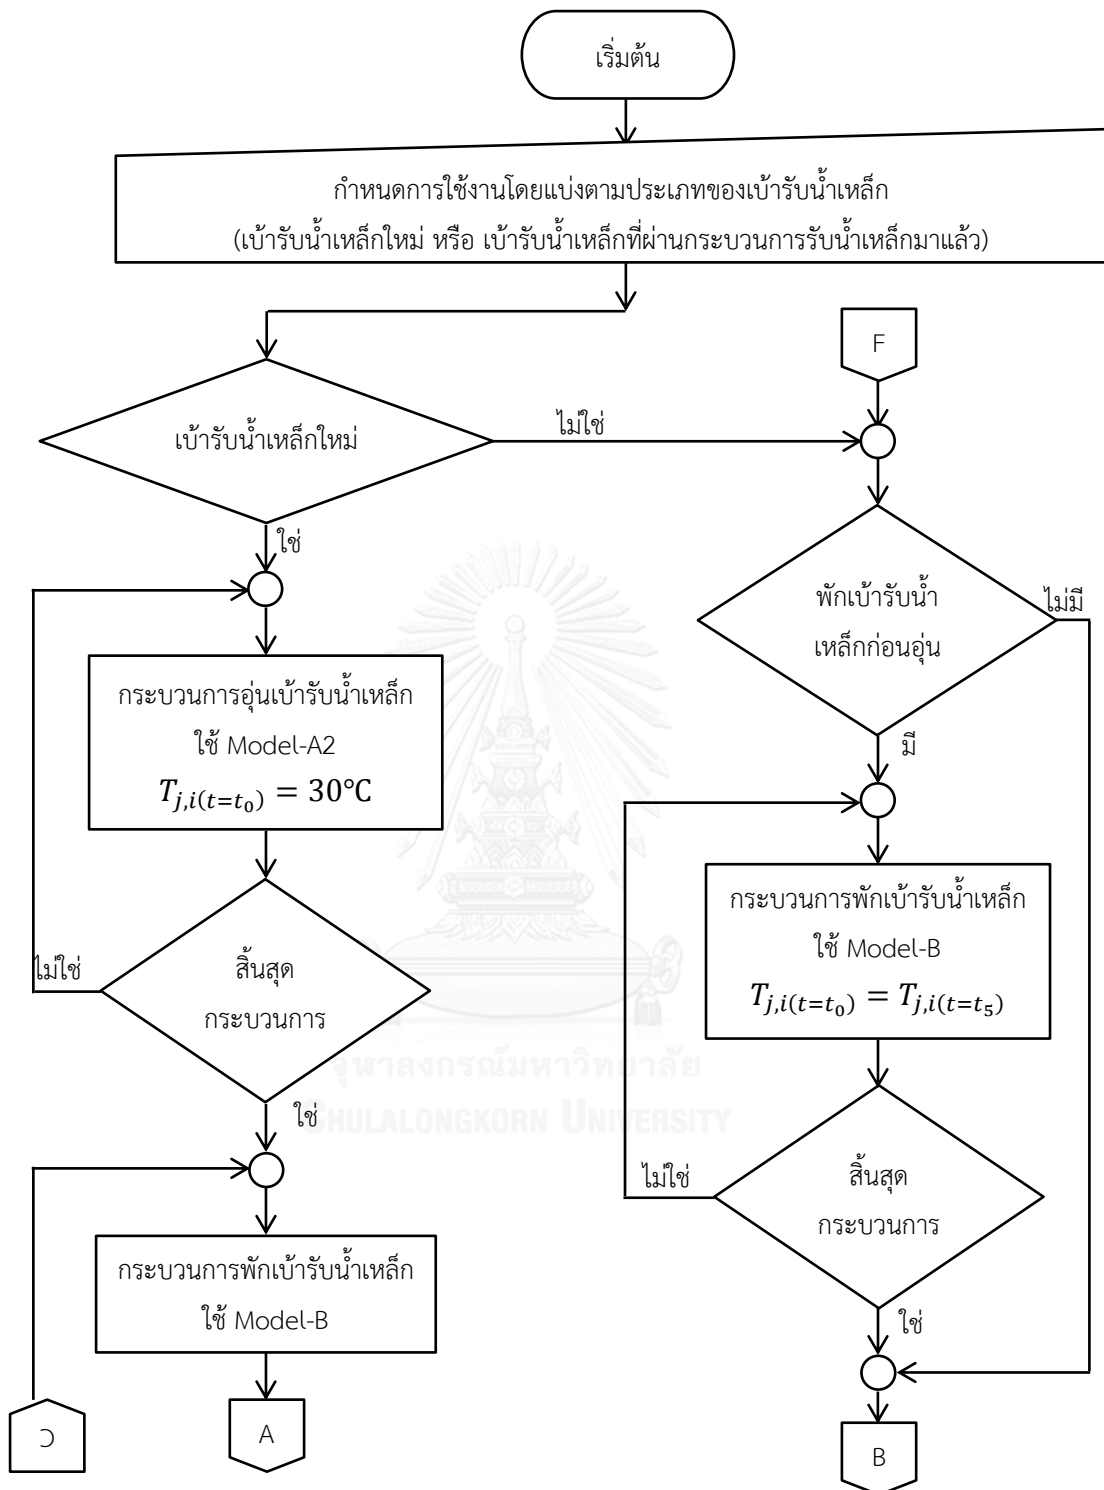 เริ่มต้น
กำหนดการใช้งานโดยแบ่งตามประเภทของเบ้ารับน้ำเหล็ก
(เบ้ารับน้ำเหล็กใหม่ หรือ เบ้ารับน้ำเหล็กที่ผ่านกระบวนการรับน้ำเหล็กมาแล้ว)
F
เบ้ารับน้ำเหล็กใหม่
ไม่ใช่
ใช่
พักเบ้ารับน้ำ
เหล็กก่อนอุ่น
ไม่มี
มี
กระบวนการอุ่นเบ้ารับน้ำเหล็ก
ใช้ Model-A2
$T_{j,i(t=t_0)} = 30°C$
สิ้นสุด
กระบวนการ
ไม่ใช่
ใช่
กระบวนการพักเบ้ารับน้ำเหล็ก
ใช้ Model-B
$T_{j,i(t=t_0)} = T_{j,i(t=t_5)}$
สิ้นสุด
กระบวนการ
ไม่ใช่
ใช่
จุฬาลงกรณ์มหาวิทยาลัย
CHULALONGKORN UNIVERSITY
กระบวนการพักเบ้ารับน้ำเหล็ก
ใช้ Model-B
C
A
B